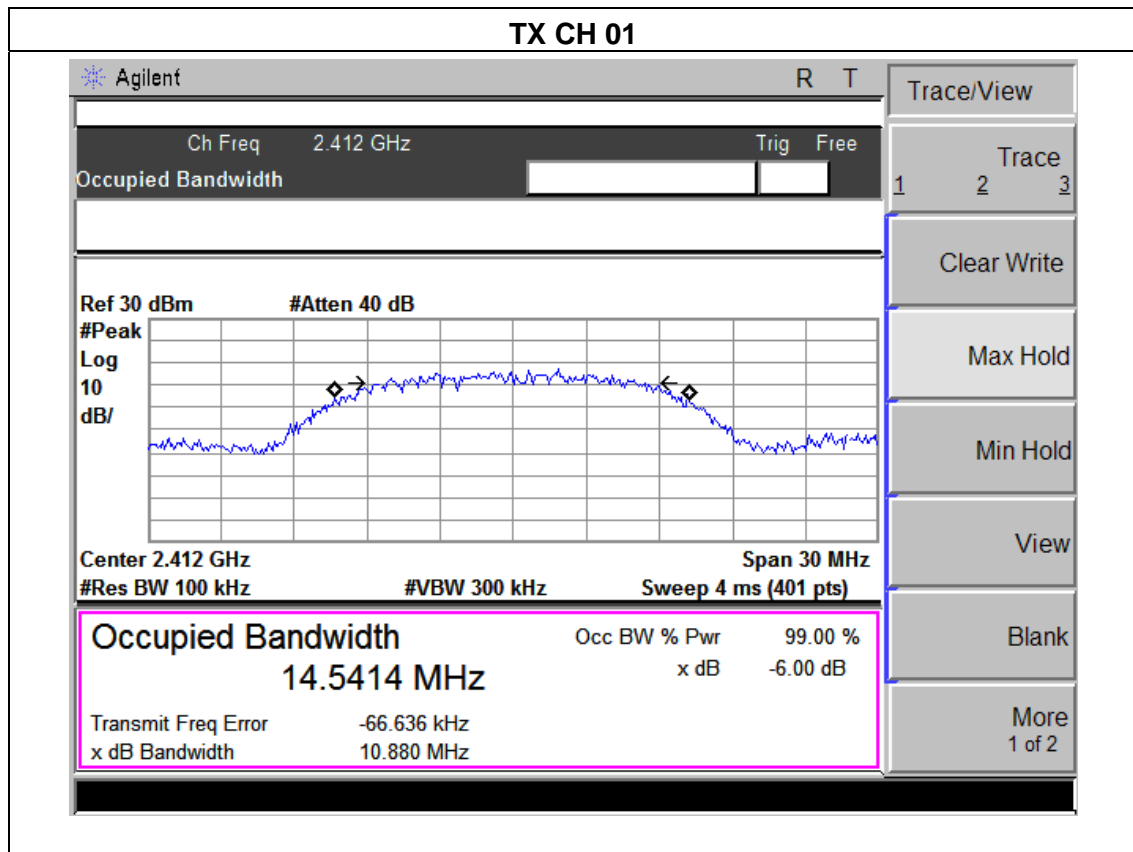 TX CH 01
Agilent R T
Ch Freq 2.412 GHz Trig Free
Occupied Bandwidth
Ref 30 dBm #Atten 40 dB
#Peak
Log
10
dB/
Center 2.412 GHz Span 30 MHz
#Res BW 100 kHz #VBW 300 kHz Sweep 4 ms (401 pts)
Occupied Bandwidth Occ BW % Pwr 99.00 %
14.5414 MHz x dB -6.00 dB
Transmit Freq Error -66.636 kHz
x dB Bandwidth 10.880 MHz
Trace/View
Trace
1 2 3
Clear Write
Max Hold
Min Hold
View
Blank
More
1 of 2